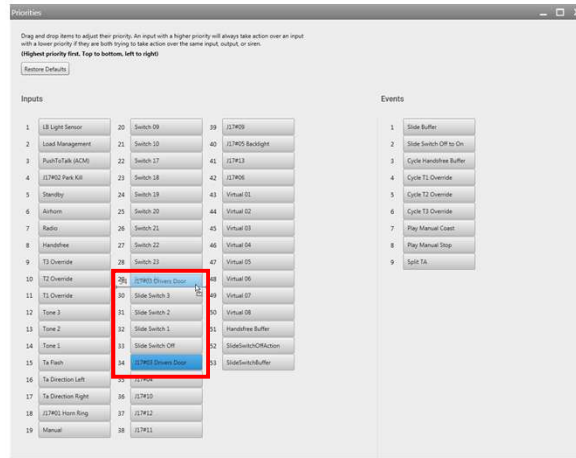 Priorities
Drag and drop items to adjust their priority. An input with a higher priority will always take action over an input
with a lower priority if they are both trying to take action over the same input, output, or siren.
(Highest priority first. Top to bottom, left to right)
Restore Defaults
Inputs
1 LB Light Sensor
2 Load Management
3 PushToTalk (ACM)
4 J17#02 Park Kill
5 Standby
6 Airhorn
7 Radio
8 Handsfree
9 T3 Override
10 T2 Override
11 T1 Override
12 Tone 3
13 Tone 2
14 Tone 1
15 Ta Flash
16 Ta Direction Left
17 Ta Direction Right
18 J17#01 Horn Ring
19 Manual
20 Switch 09
21 Switch 10
22 Switch 17
23 Switch 18
24 Switch 19
25 Switch 20
26 Switch 21
27 Switch 22
28 Switch 23
29 J17#03 Drivers Door
30 Slide Switch 3
31 Slide Switch 2
32 Slide Switch 1
33 Slide Switch Off
34 J17#03 Drivers Door
35 J17#04
36 J17#10
37 J17#12
38 J17#11
39 J17#09
40 J17#05 Backlight
41 J17#13
42 J17#06
43 Virtual 01
44 Virtual 02
45 Virtual 03
46 Virtual 04
47 Virtual 05
48 Virtual 06
49 Virtual 07
50 Virtual 08
51 Handsfree Buffer
52 SlideSwitchOffAction
53 SlideSwitchBuffer
Events
1 Slide Buffer
2 Slide Switch Off to On
3 Cycle Handsfree Buffer
4 Cycle T1 Override
5 Cycle T2 Override
6 Cycle T3 Override
7 Play Manual Coast
8 Play Manual Stop
9 Split TA